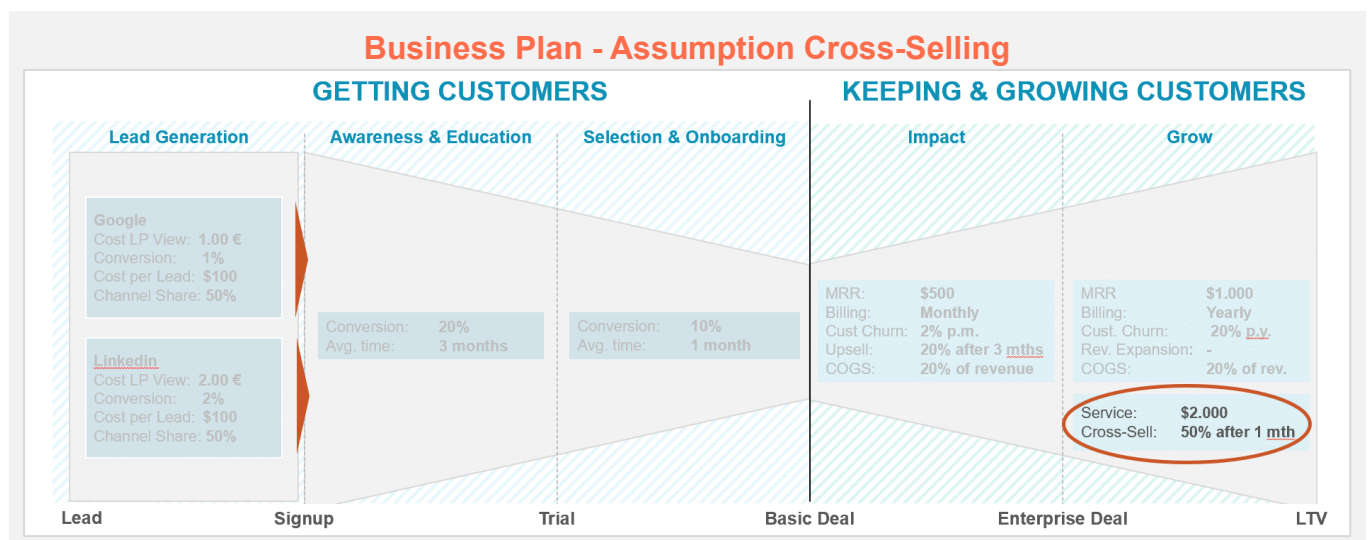 Business Plan - Assumption Cross-Selling
GETTING CUSTOMERS
KEEPING & GROWING CUSTOMERS
Lead Generation
Awareness & Education
Selection & Onboarding
Impact
Grow
Google
Cost LP View: 1.00 €
Conversion: 1%
Cost per Lead: $100
Channel Share: 50%
Linkedin
Cost LP View: 2.00 €
Conversion: 2%
Cost per Lead: $100
Channel Share: 50%
Conversion: 20%
Avg. time: 3 months
Conversion: 10%
Avg. time: 1 month
MRR: $500
Billing: Monthly
Cust Churn: 2% p.m.
Upsell: 20% after 3 mths
COGS: 20% of revenue
MRR $1.000
Billing: Yearly
Cust. Churn: 20% p.y.
Rev. Expansion: -
COGS: 20% of rev.
Service: $2.000
Cross-Sell: 50% after 1 mth
Lead
Signup
Trial
Basic Deal
Enterprise Deal
LTV